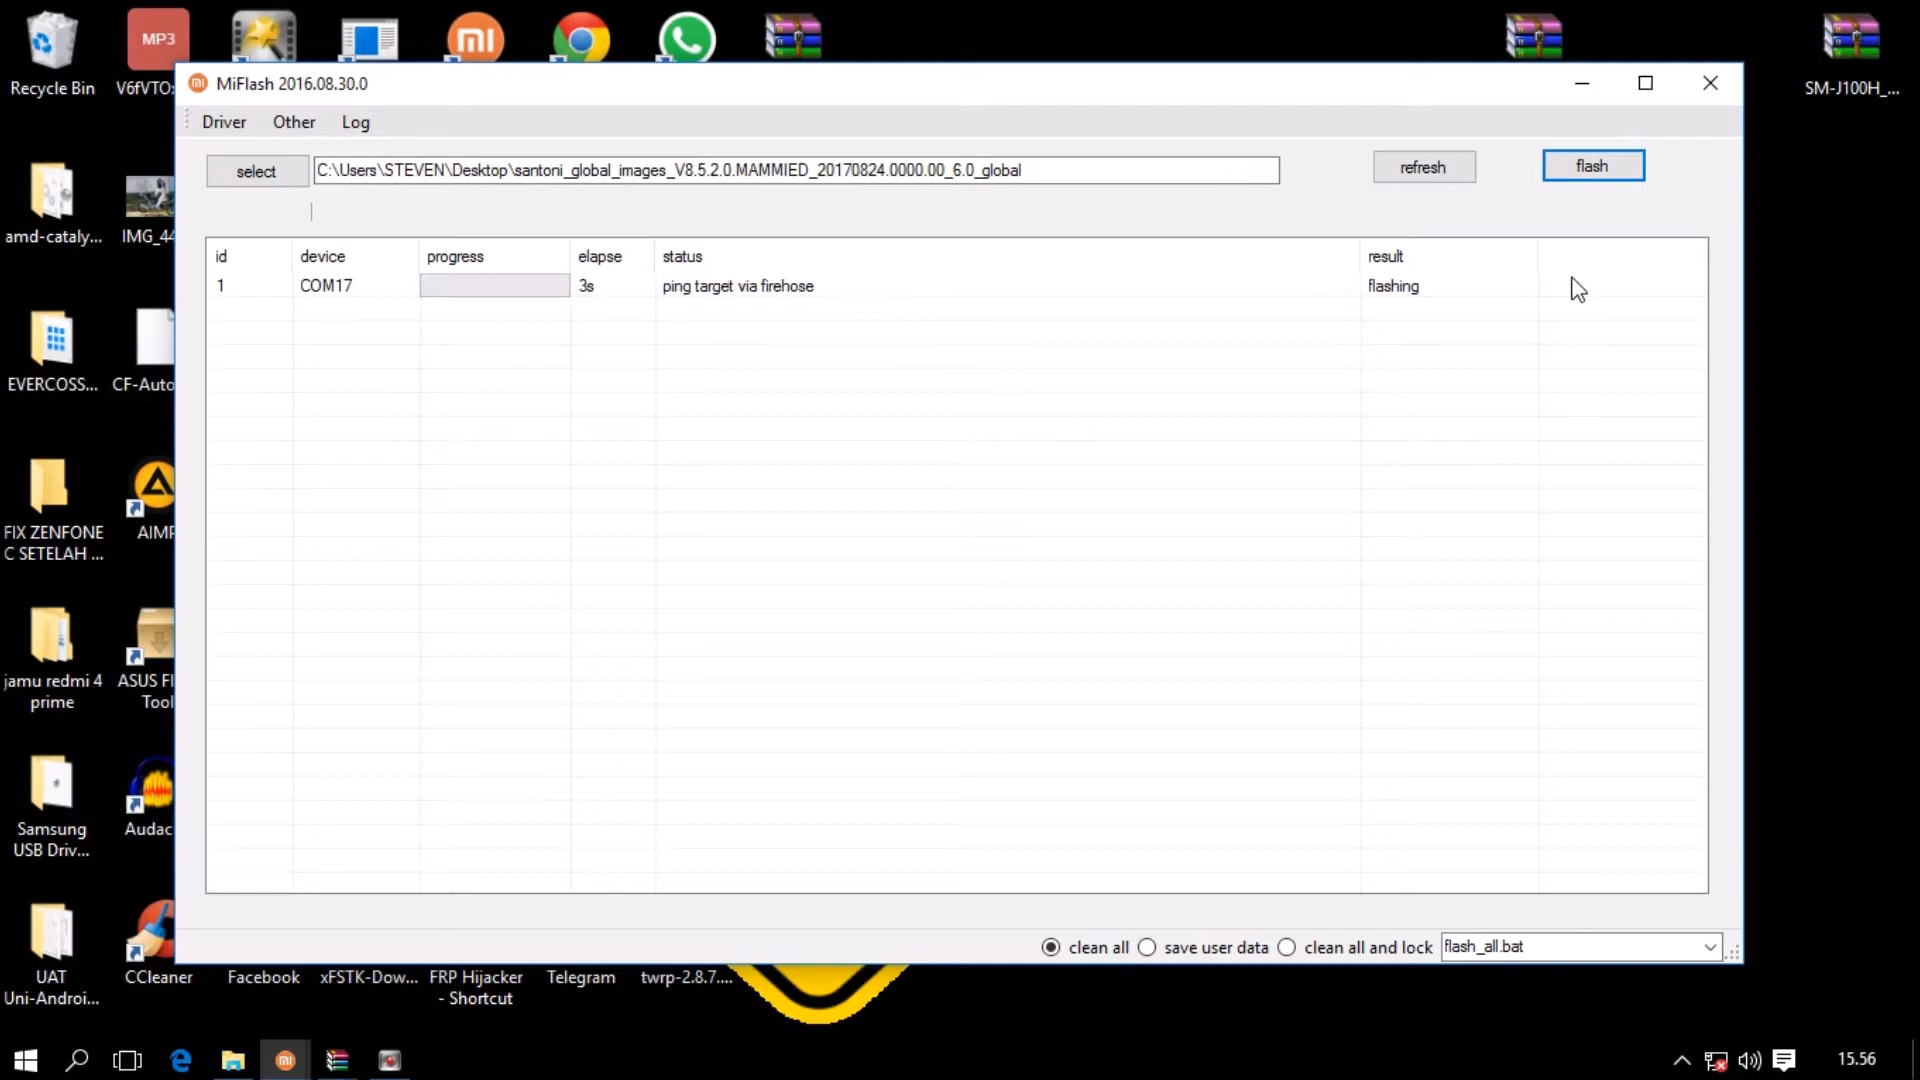 MP3
Recycle Bin
V6fVTO
SM-J100H_...
MiFlash 2016.08.30.0
Driver
Other
Log
select
C:\Users\STEVEN\Desktop\santoni_global_images_V8.5.2.0.MAMMIED_20170824.0000.00_6.0_global
refresh
flash
id
device
progress
elapse
status
result
1
COM17
3s
ping target via firehose
flashing
amd-cataly...
IMG_44
EVERCOSS...
CF-Auto
FIX ZENFONE
C SETELAH ...
AIMP
jamu redmi 4
prime
ASUS Fl
Tool
Samsung
USB Driv...
Audac
clean all
save user data
clean all and lock
flash_all.bat
UAT
Uni-Androi...
CCleaner
Facebook
xFSTK-Dow...
FRP Hijacker
- Shortcut
Telegram
twrp-2.8.7....
15.56